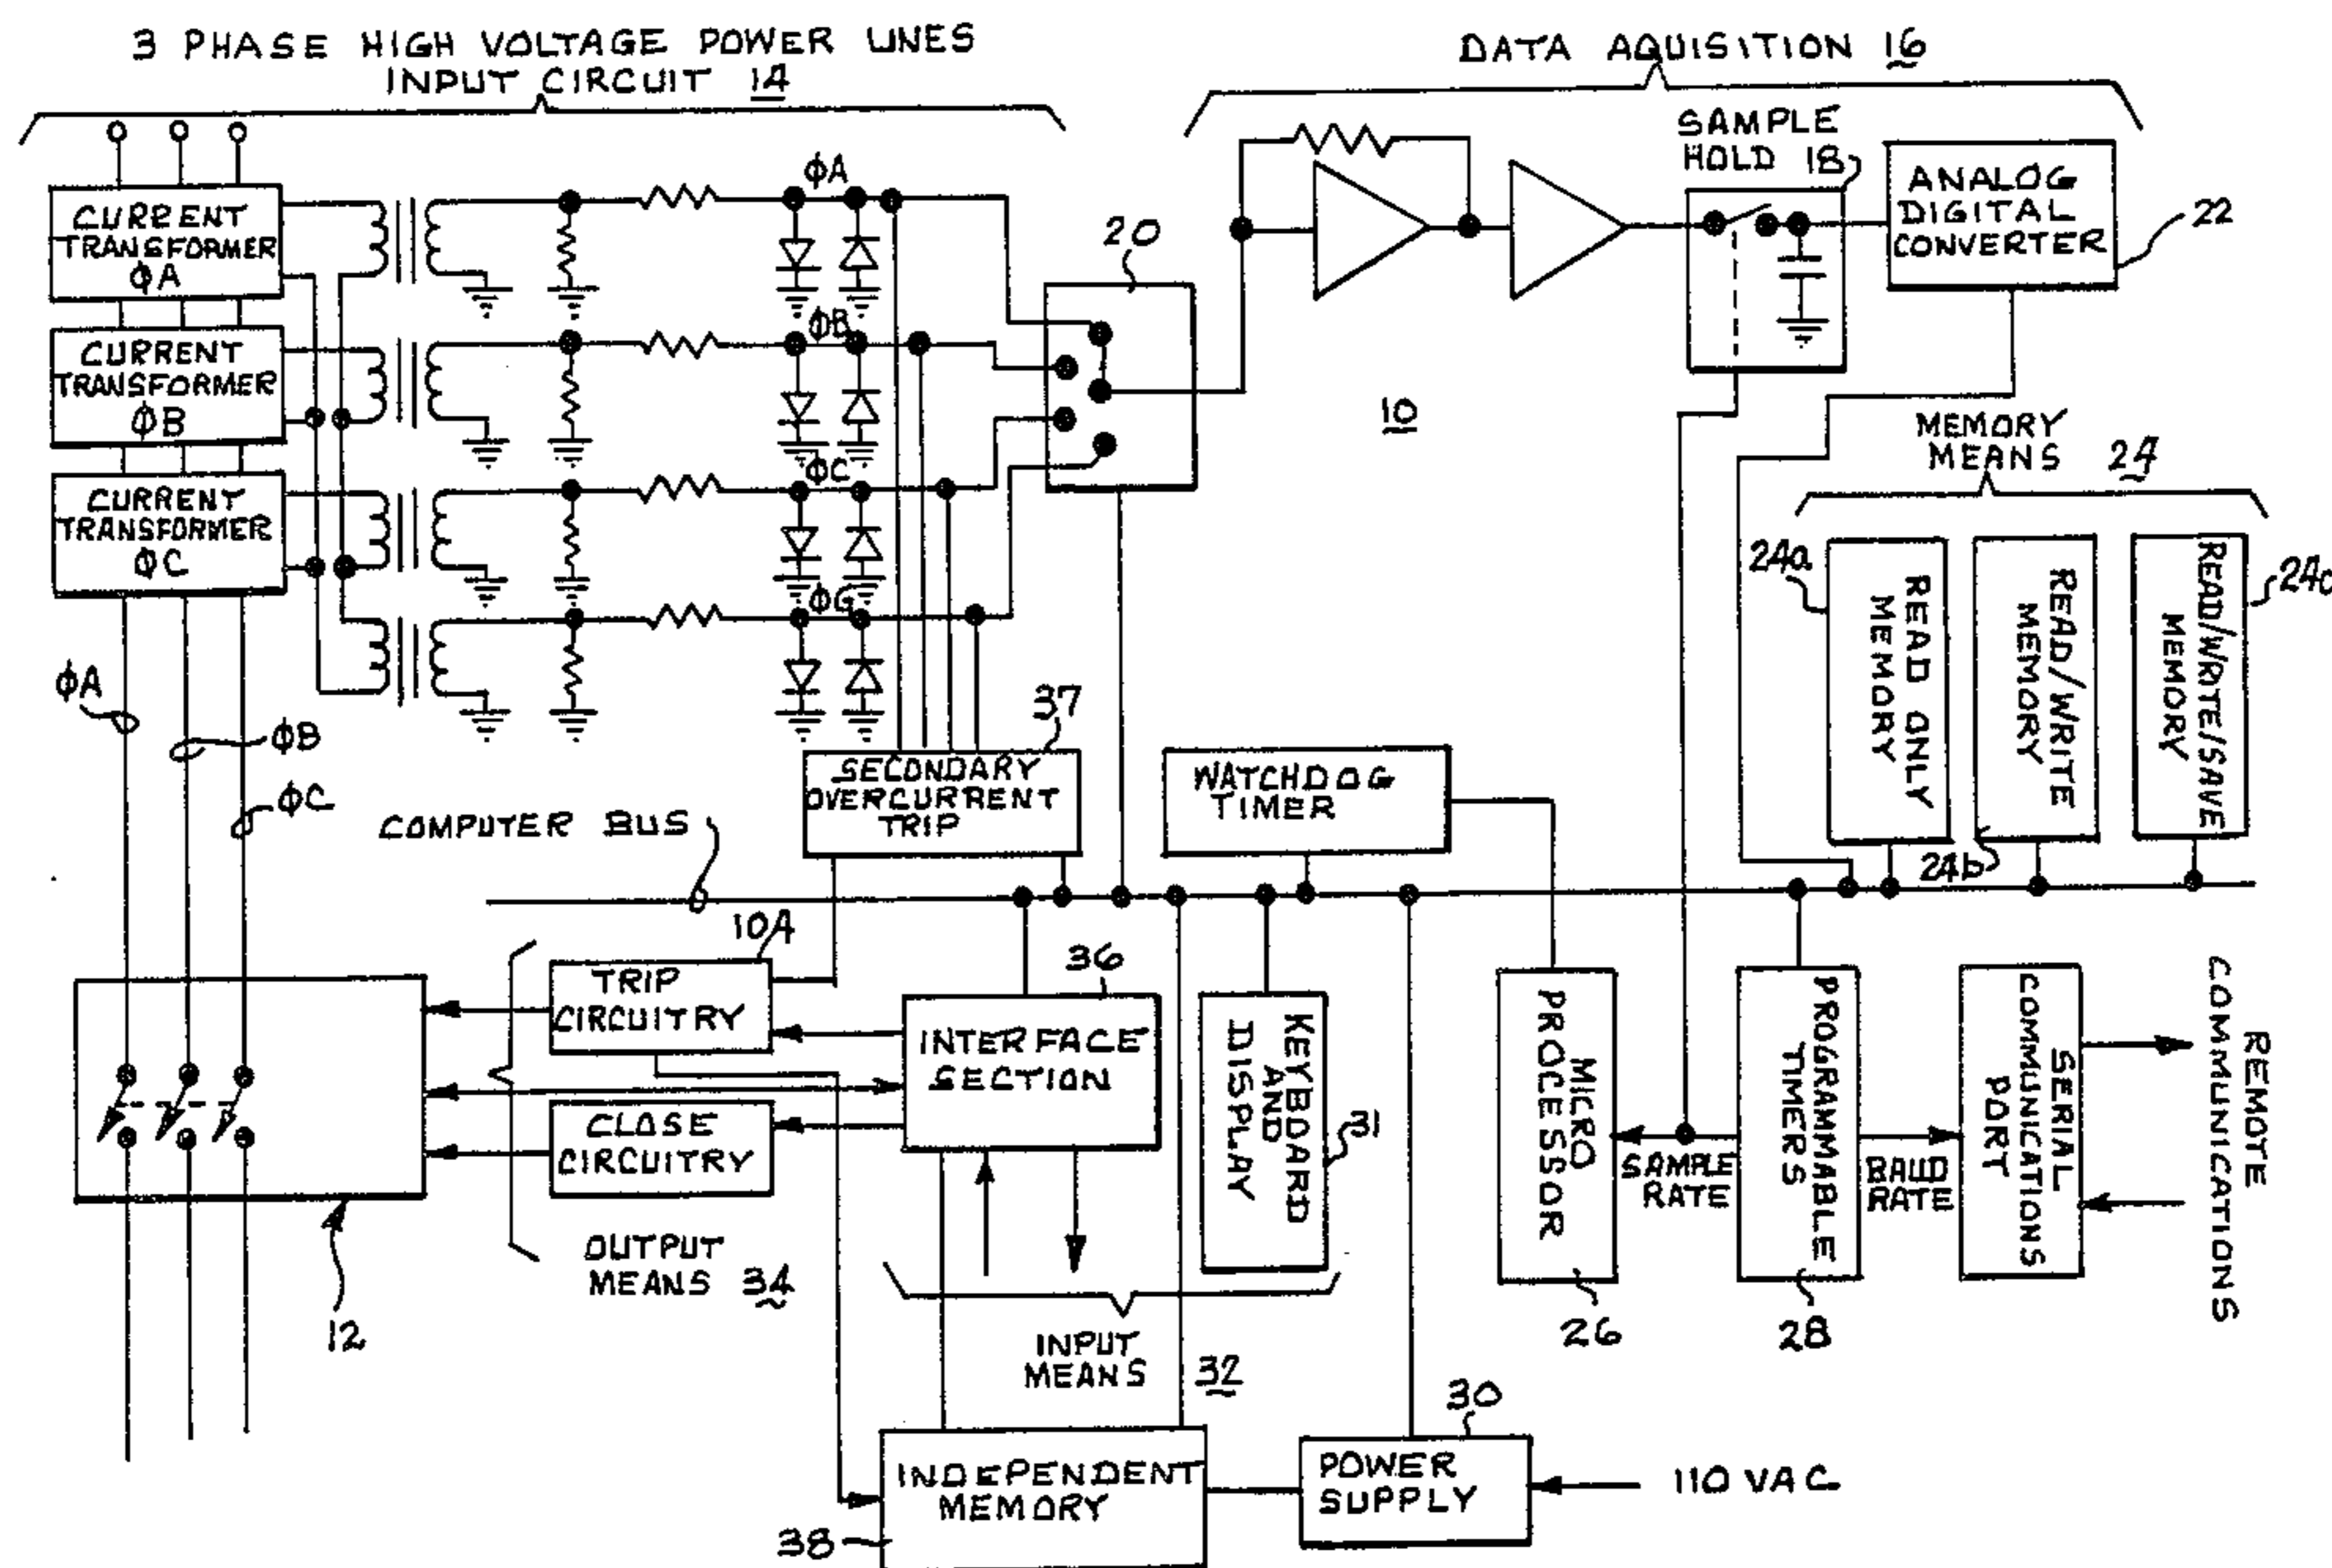 3 PHASE HIGH VOLTAGE POWER LINES
INPUT CIRCUIT 14
DATA AQUISITION 16
SAMPLE
HOLD 18
ANALOG
DIGITAL
CONVERTER
22
CURRENT
TRANSFORMER
ΦA
CURRENT
TRANSFORMER
ΦB
CURRENT
TRANSFORMER
ΦC
ΦA
ΦB
ΦC
ΦG
20
10
MEMORY
MEANS 24
24a
READ ONLY
MEMORY
24b
READ/WRITE
MEMORY
24c
READ/WRITE/SAVE
MEMORY
ΦA
ΦB
ΦC
37
SECONDARY
OVERCURRENT
TRIP
WATCHDOG
TIMER
COMPUTER BUS
10A
TRIP
CIRCUITRY
36
INTERFACE
SECTION
CLOSE
CIRCUITRY
KEYBOARD
AND
DISPLAY
31
MICRO
PROCESSOR
26
SAMPLE
RATE
PROGRAMMABLE
TIMERS
28
BAUD
RATE
SERIAL
COMMUNICATIONS
PORT
REMOTE
COMMUNICATIONS
12
OUTPUT
MEANS 34
INPUT
MEANS 32
30
INDEPENDENT
MEMORY
38
POWER
SUPPLY
110 VAC